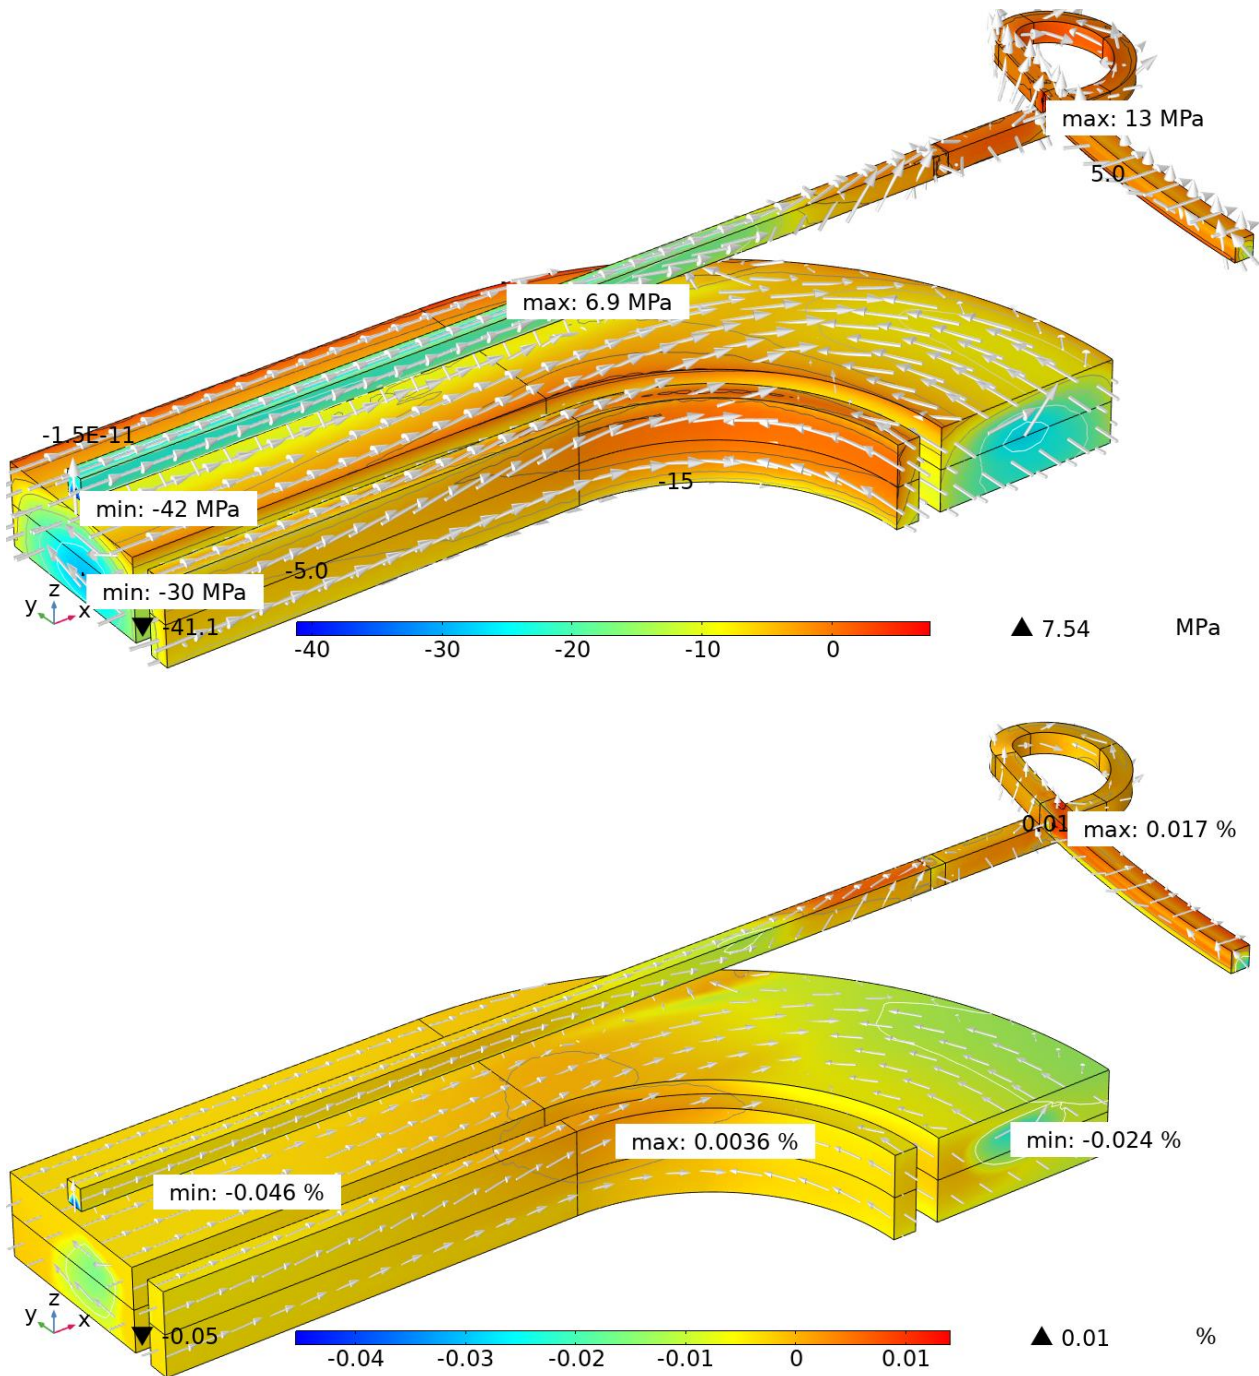 max: 13 MPa
5.0
max: 6.9 MPa
-1.5E-11
-15
min: -42 MPa
-5.0
min: -30 MPa
z
y x
-41.1
7.54 MPa
-40 -30 -20 -10 0
0.01
max: 0.017 %
max: 0.0036 %
min: -0.024 %
min: -0.046 %
z
y x
-0.05
0.01 %
-0.04 -0.03 -0.02 -0.01 0 0.01